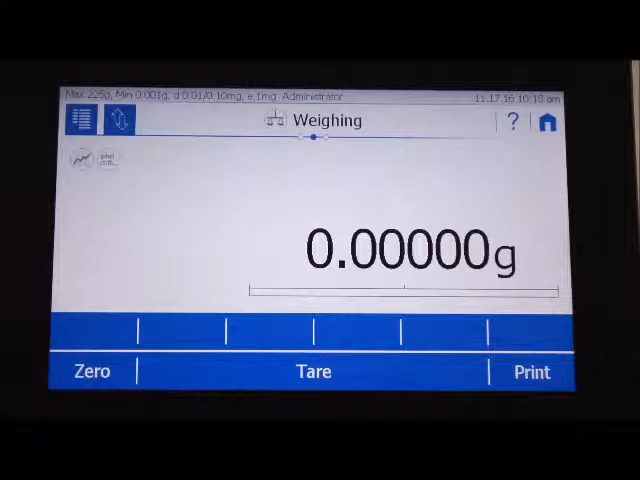 Max 225g, Min 0.001g, d 0.01/0.10mg, e 1mg Administrator 11.17.16 10:18 am
Weighing ?
0.00000g
Zero Tare Print